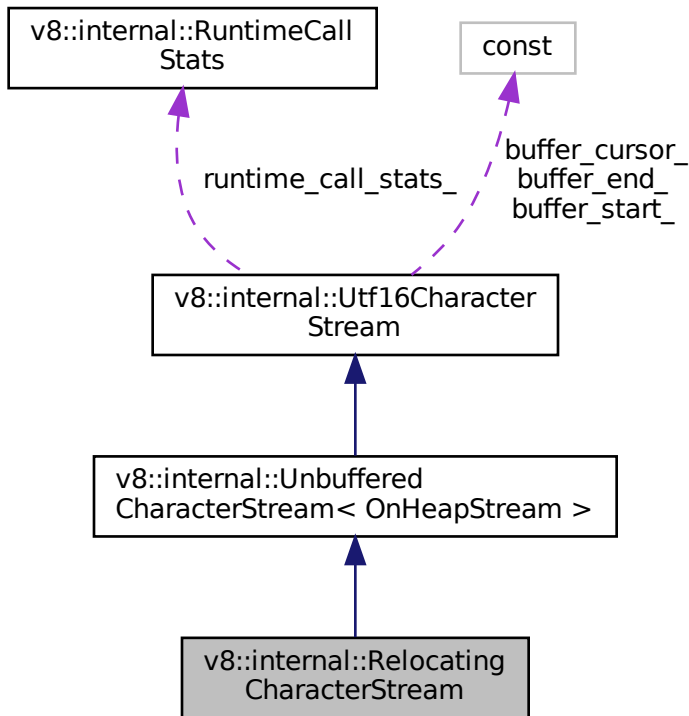 v8::internal::RuntimeCall
Stats
const
runtime_call_stats_
buffer_cursor_
buffer_end_
buffer_start_
v8::internal::Utf16Character
Stream
v8::internal::Unbuffered
CharacterStream< OnHeapStream >
v8::internal::Relocating
CharacterStream